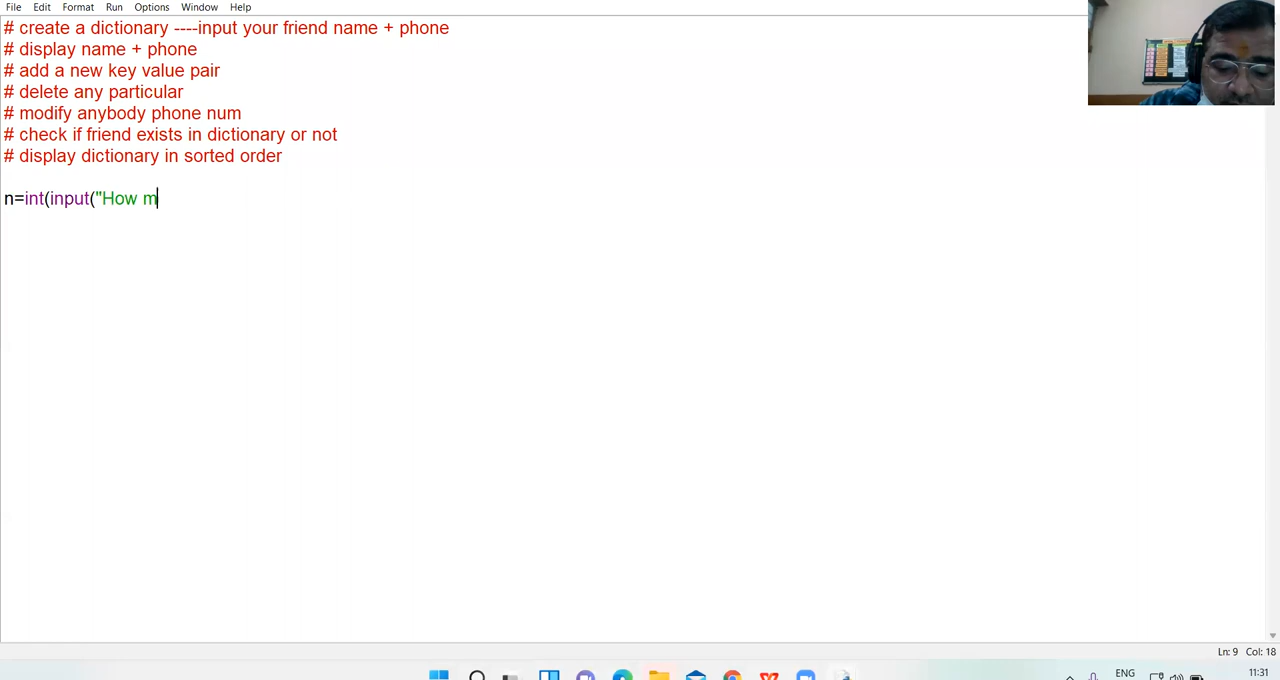 File Edit Format Run Options Window Help
# create a dictionary ----input your friend name + phone
# display name + phone
# add a new key value pair
# delete any particular
# modify anybody phone num
# check if friend exists in dictionary or not
# display dictionary in sorted order
n=int(input("How m
Ln: 9 Col: 18
ENG
11:31